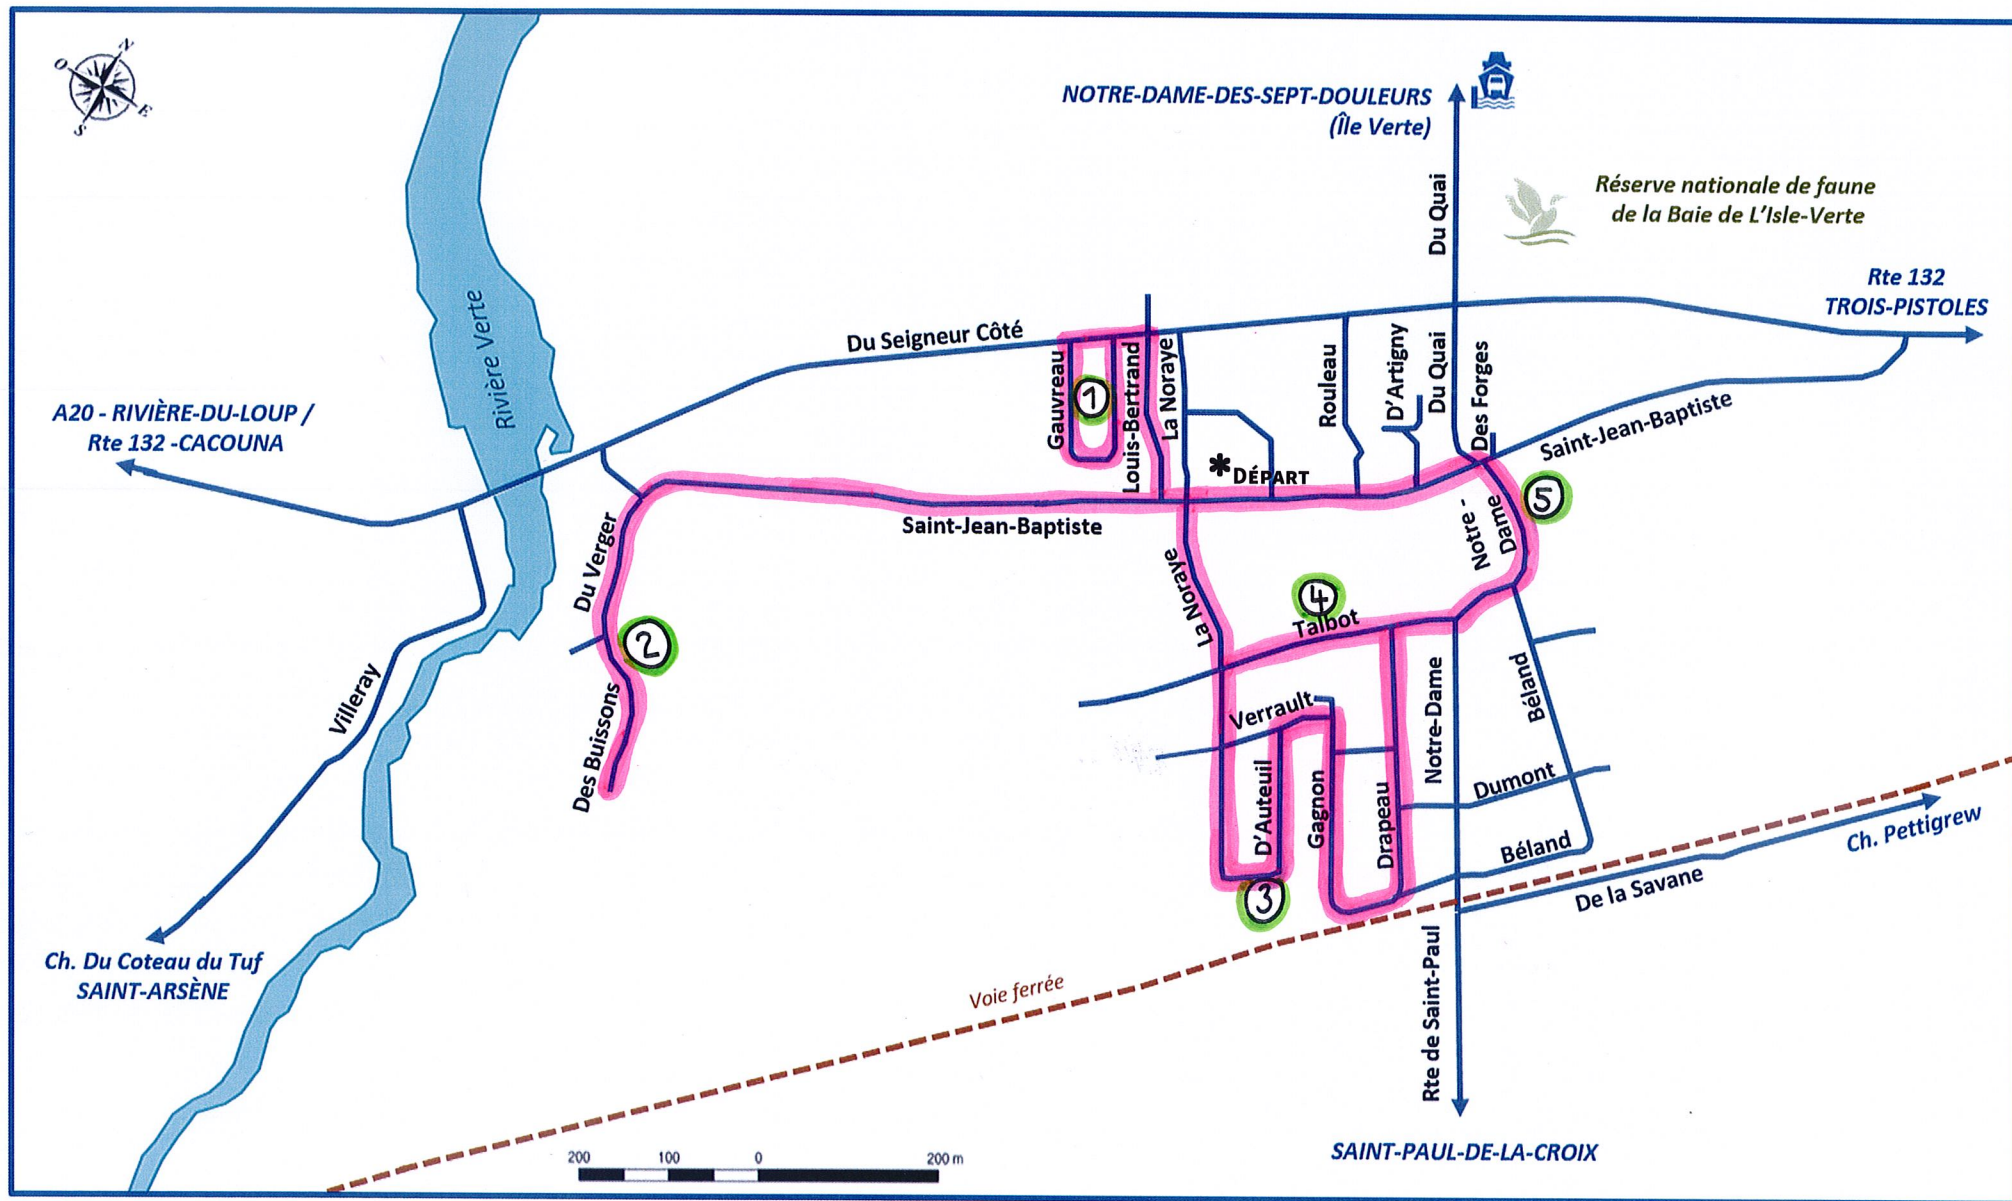 N
O
E
S
NOTRE-DAME-DES-SEPT-DOULEURS
(Île Verte)
Du Quai
Réserve nationale de faune
de la Baie de L'Isle-Verte
Rte 132
TROIS-PISTOLES
Rivière Verte
Du Seigneur Côté
Gauvreau
1
Louis-Bertrand
La Noraye
Rouleau
D'Artigny
Du Quai
Des Forges
Saint-Jean-Baptiste
A20 - RIVIÈRE-DU-LOUP /
Rte 132 -CACOUNA
* DÉPART
5
Saint-Jean-Baptiste
Notre -
Dame
Du Verger
La Noraye
4
Talbot
2
Villeray
Des Buissons
Verrault
Notre-Dame
Béland
D'Auteuil
Gagnon
Drapeau
Dumont
Béland
Ch. Pettigrew
3
De la Savane
Ch. Du Coteau du Tuf
SAINT-ARSÈNE
Voie ferrée
Rte de Saint-Paul
SAINT-PAUL-DE-LA-CROIX
200 100 0 200 m